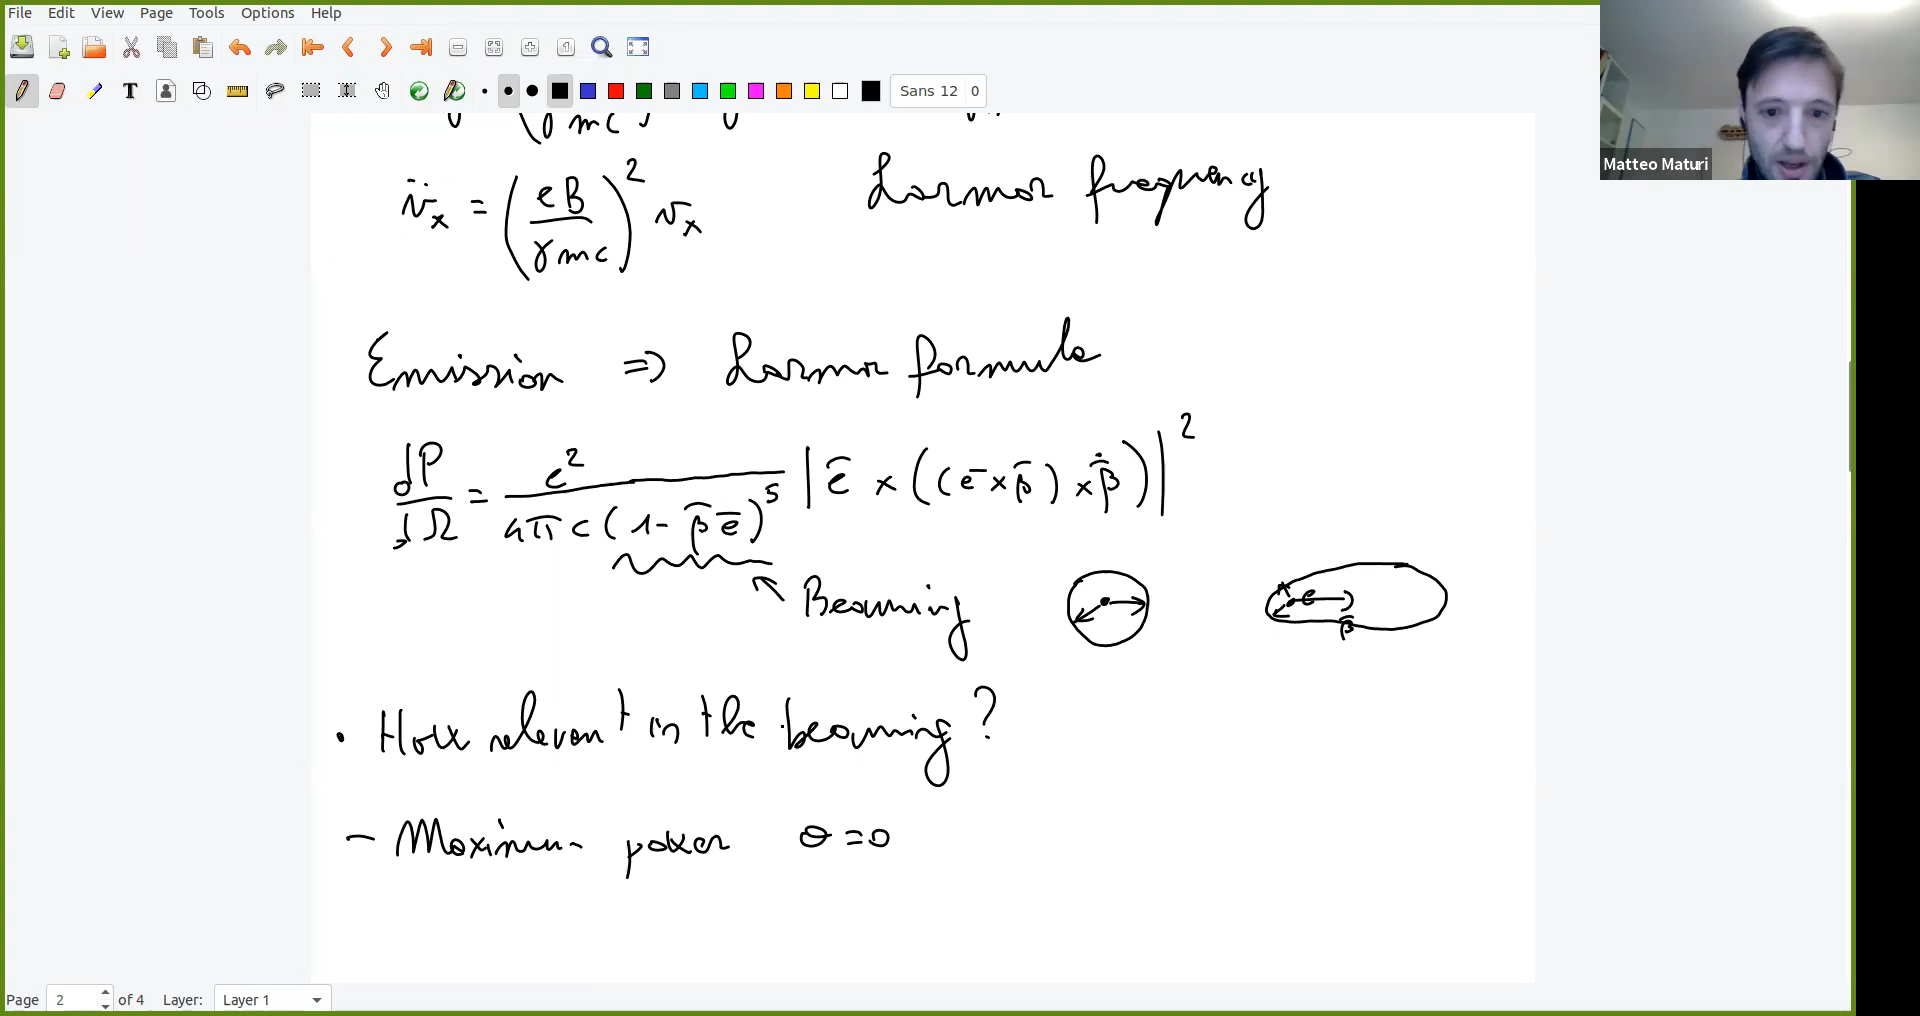 File Edit View Page Tools Options Help
Sans 12 0
Matteo Maturi
v̈x = (eB / γmc)² vx
Larmor frequency
Emission ⇒ Larmor formula
dP/dΩ = e² / 4πc(1 - β̄ē)⁵ |ē × ((ē × β̄) × β̄̇)|²
Beaming
e
β̄
• How relevant is the beaming?
– Maximum power θ = 0
Page 2 of 4 Layer: Layer 1